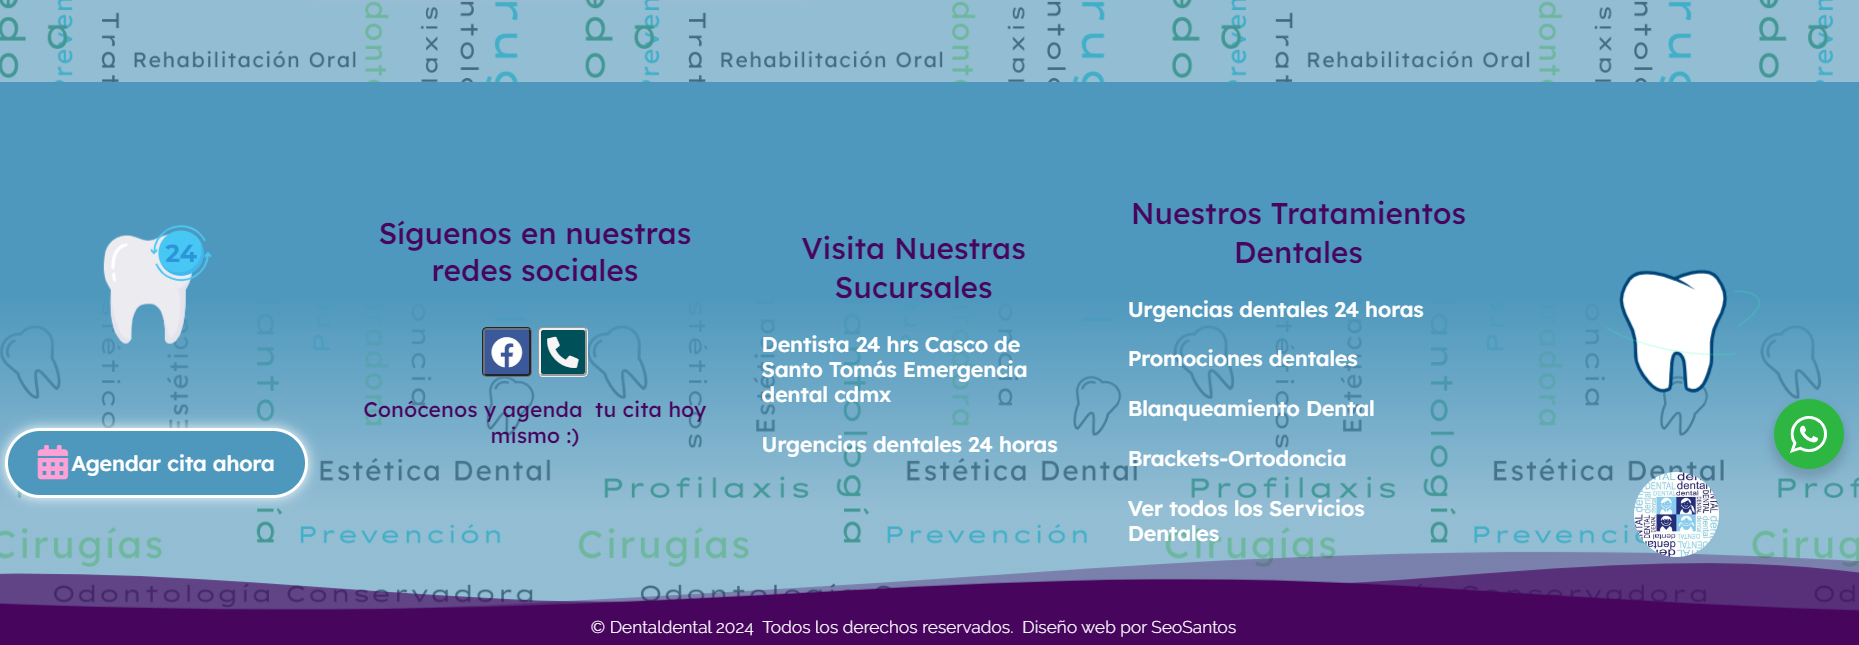 Rehabilitación Oral
Rehabilitación Oral
Rehabilitación Oral
24
Síguenos en nuestras
redes sociales
Conócenos y agenda  tu cita hoy
mismo :)
Visita Nuestras
Sucursales
Dentista 24 hrs Casco de
Santo Tomás Emergencia
dental cdmx
Urgencias dentales 24 horas
Nuestros Tratamientos
Dentales
Urgencias dentales 24 horas
Promociones dentales
Blanqueamiento Dental
Brackets-Ortodoncia
Ver todos los Servicios
Dentales
Agendar cita ahora
Estética Dental
Profilaxis
Estética Dental
Profilaxis
Estética Dental
Cirugías
Prevención
Cirugías
Prevención
Cirugías
Odontología Conservadora
© Dentaldental 2024  Todos los derechos reservados.  Diseño web por SeoSantos